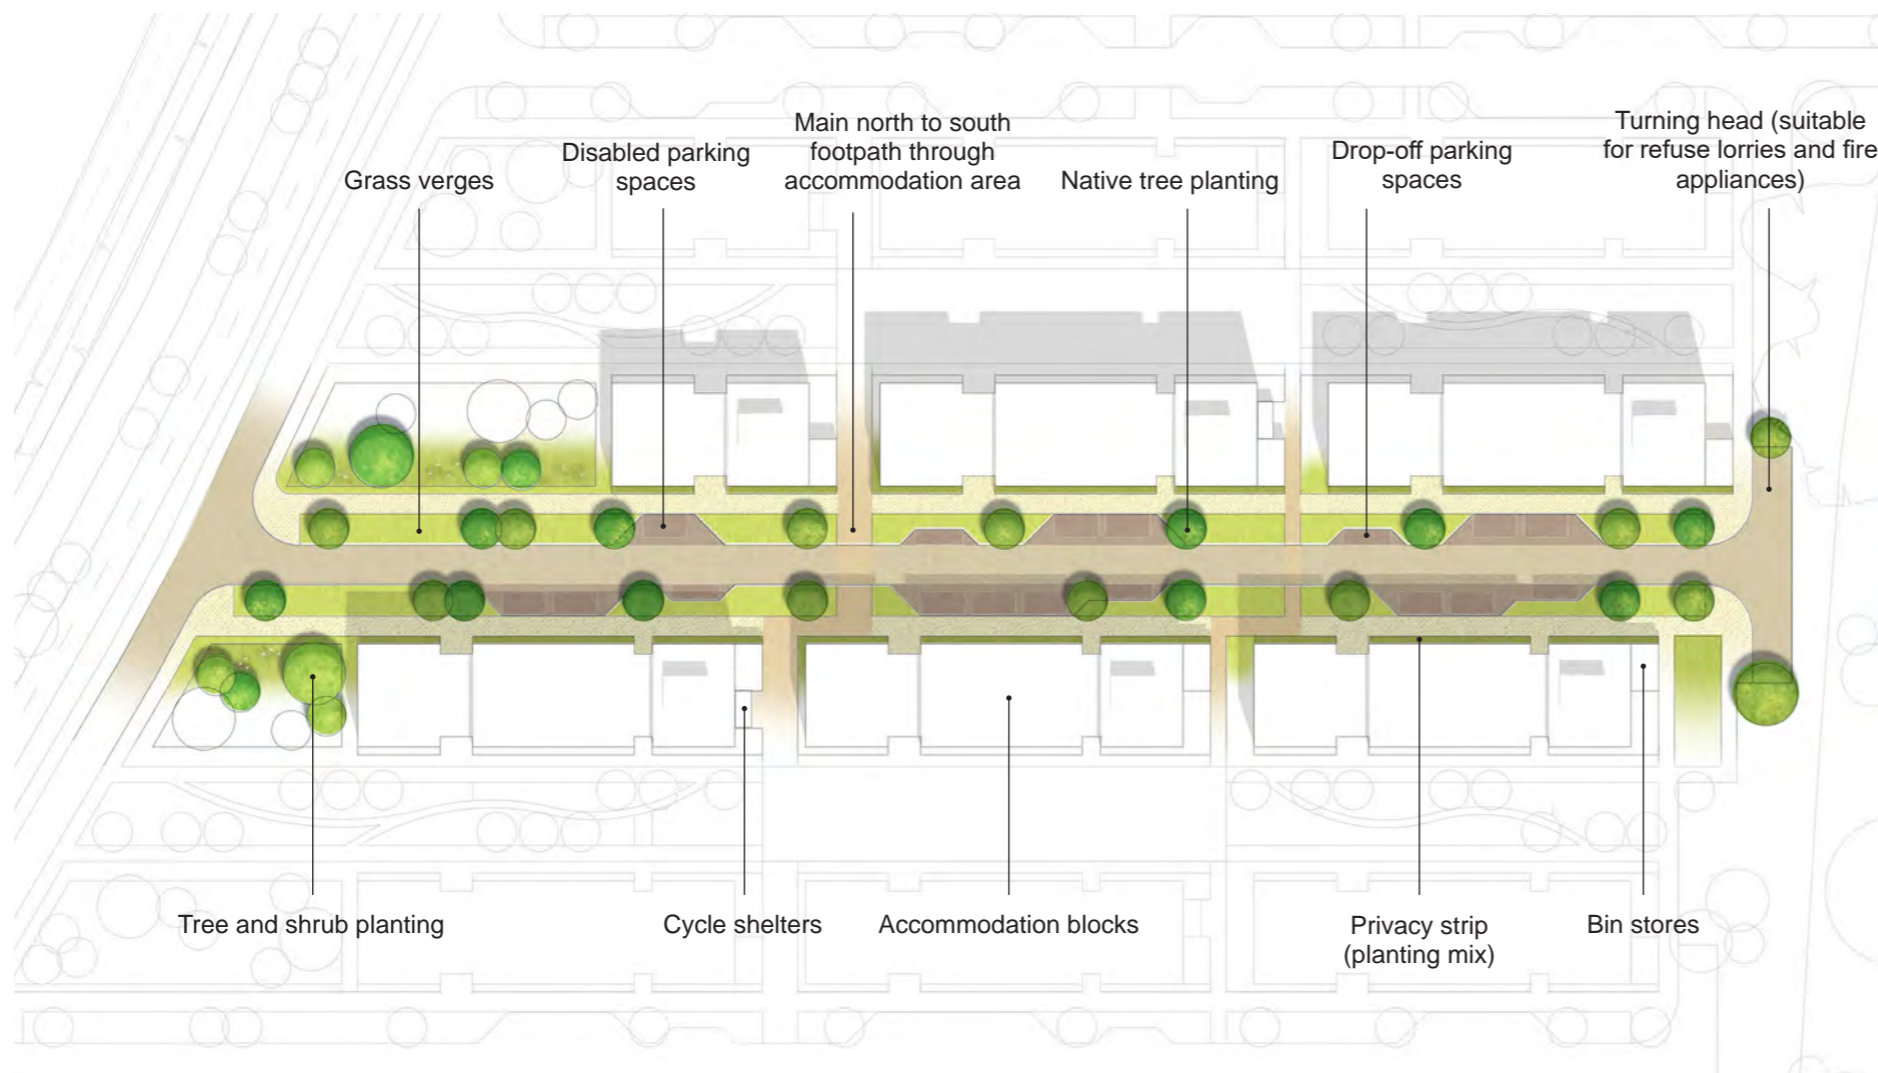 Grass verges
Disabled parking
spaces
Main north to south
footpath through
accommodation area
Native tree planting
Drop-off parking
spaces
Turning head (suitable
for refuse lorries and fire
appliances)
Tree and shrub planting
Cycle shelters
Accommodation blocks
Privacy strip
(planting mix)
Bin stores